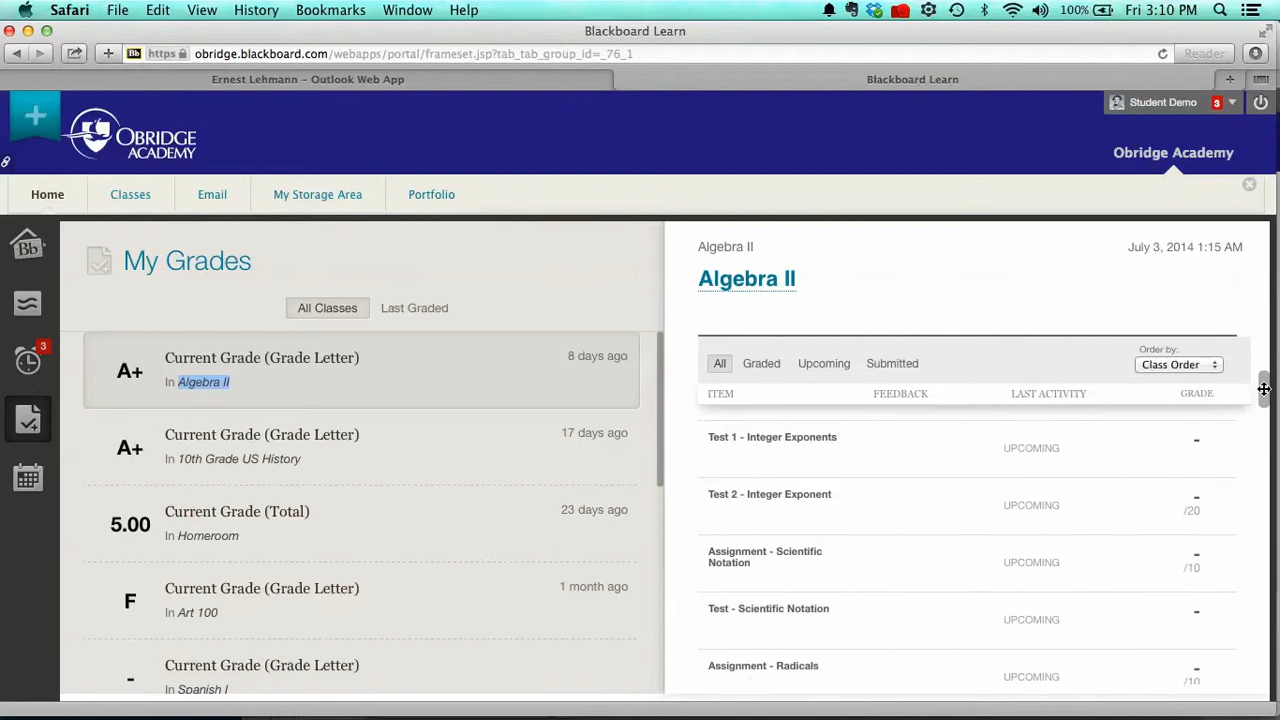 Safari File Edit View History Bookmarks Window Help 100% Fri 3:10 PM
Blackboard Learn
Bb https obridge.blackboard.com/webapps/portal/frameset.jsp?tab_tab_group_id=_76_1 Reader
Ernest Lehmann – Outlook Web App Blackboard Learn
Student Demo 3
OBRIDGE
ACADEMY
Obridge Academy
Home Classes Email My Storage Area Portfolio
Bb
3
My Grades
All Classes Last Graded
A+ Current Grade (Grade Letter) 8 days ago
In Algebra II
A+ Current Grade (Grade Letter) 17 days ago
In 10th Grade US History
5.00 Current Grade (Total) 23 days ago
In Homeroom
F Current Grade (Grade Letter) 1 month ago
In Art 100
- Current Grade (Grade Letter)
In Spanish I
Algebra II July 3, 2014 1:15 AM
Algebra II
Order by:
All Graded Upcoming Submitted Class Order
ITEM FEEDBACK LAST ACTIVITY GRADE
Test 1 - Integer Exponents -
UPCOMING
Test 2 - Integer Exponent -
UPCOMING /20
Assignment - Scientific -
Notation UPCOMING /10
Test - Scientific Notation -
UPCOMING
Assignment - Radicals -
UPCOMING /10